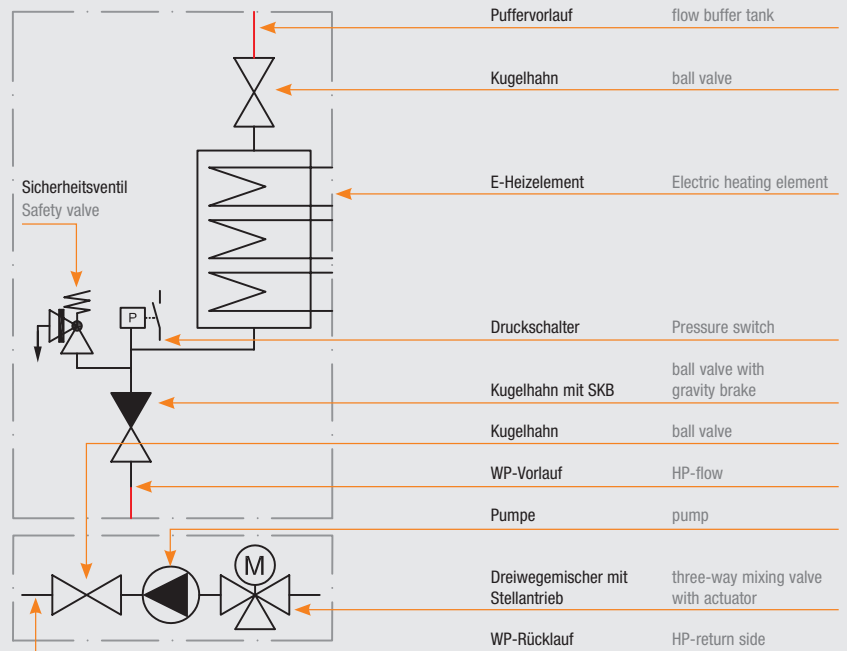 Puffervorlauf flow buffer tank
Kugelhahn ball valve
E-Heizelement Electric heating element
Sicherheitsventil
Safety valve
P
Druckschalter Pressure switch
ball valve with
Kugelhahn mit SKB gravity brake
Kugelhahn ball valve
WP-Vorlauf HP-flow
Pumpe pump
M
Dreiwegemischer mit three-way mixing valve
Stellantrieb with actuator
WP-Rücklauf HP-return side